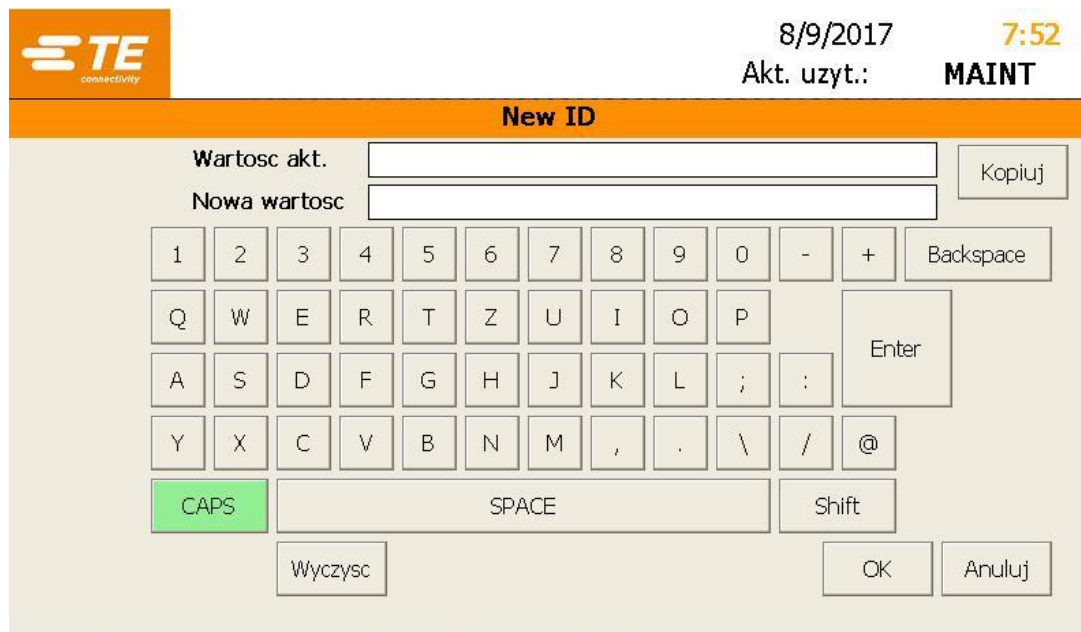 TE
connectivity
8/9/2017 7:52
Akt. uzyt.: MAINT
New ID
Wartosc akt.
Kopiuj
Nowa wartosc
1 2 3 4 5 6 7 8 9 0 - + Backspace
Q W E R T Z U I O P
Enter
A S D F G H J K L ; :
Y X C V B N M , . \ / @
CAPS SPACE Shift
Wyczysc OK Anuluj